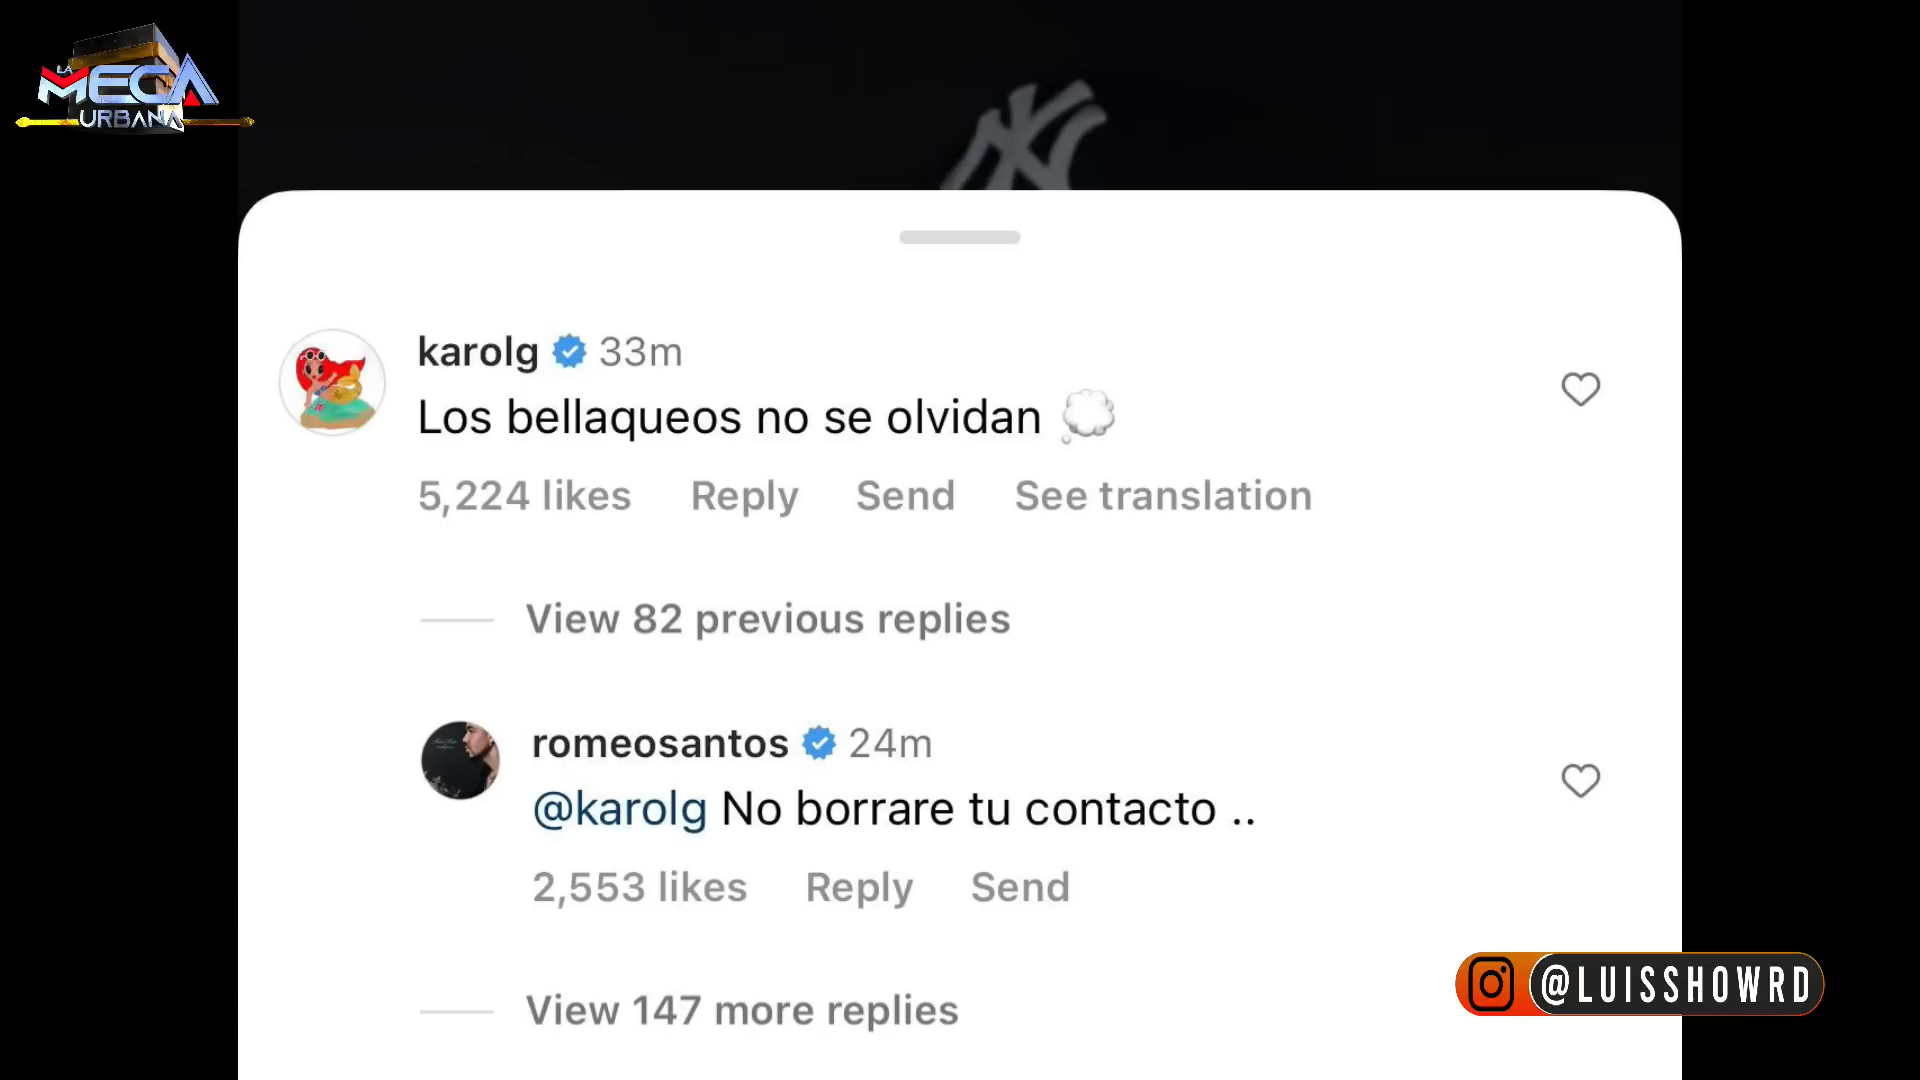 LA
MECA
URBANA
karolg 33m
Los bellaqueos no se olvidan 💭
5,224 likes Reply Send See translation
View 82 previous replies
romeosantos 24m
@karolg No borrare tu contacto ..
2,553 likes Reply Send
View 147 more replies
@LUISSHOWRD